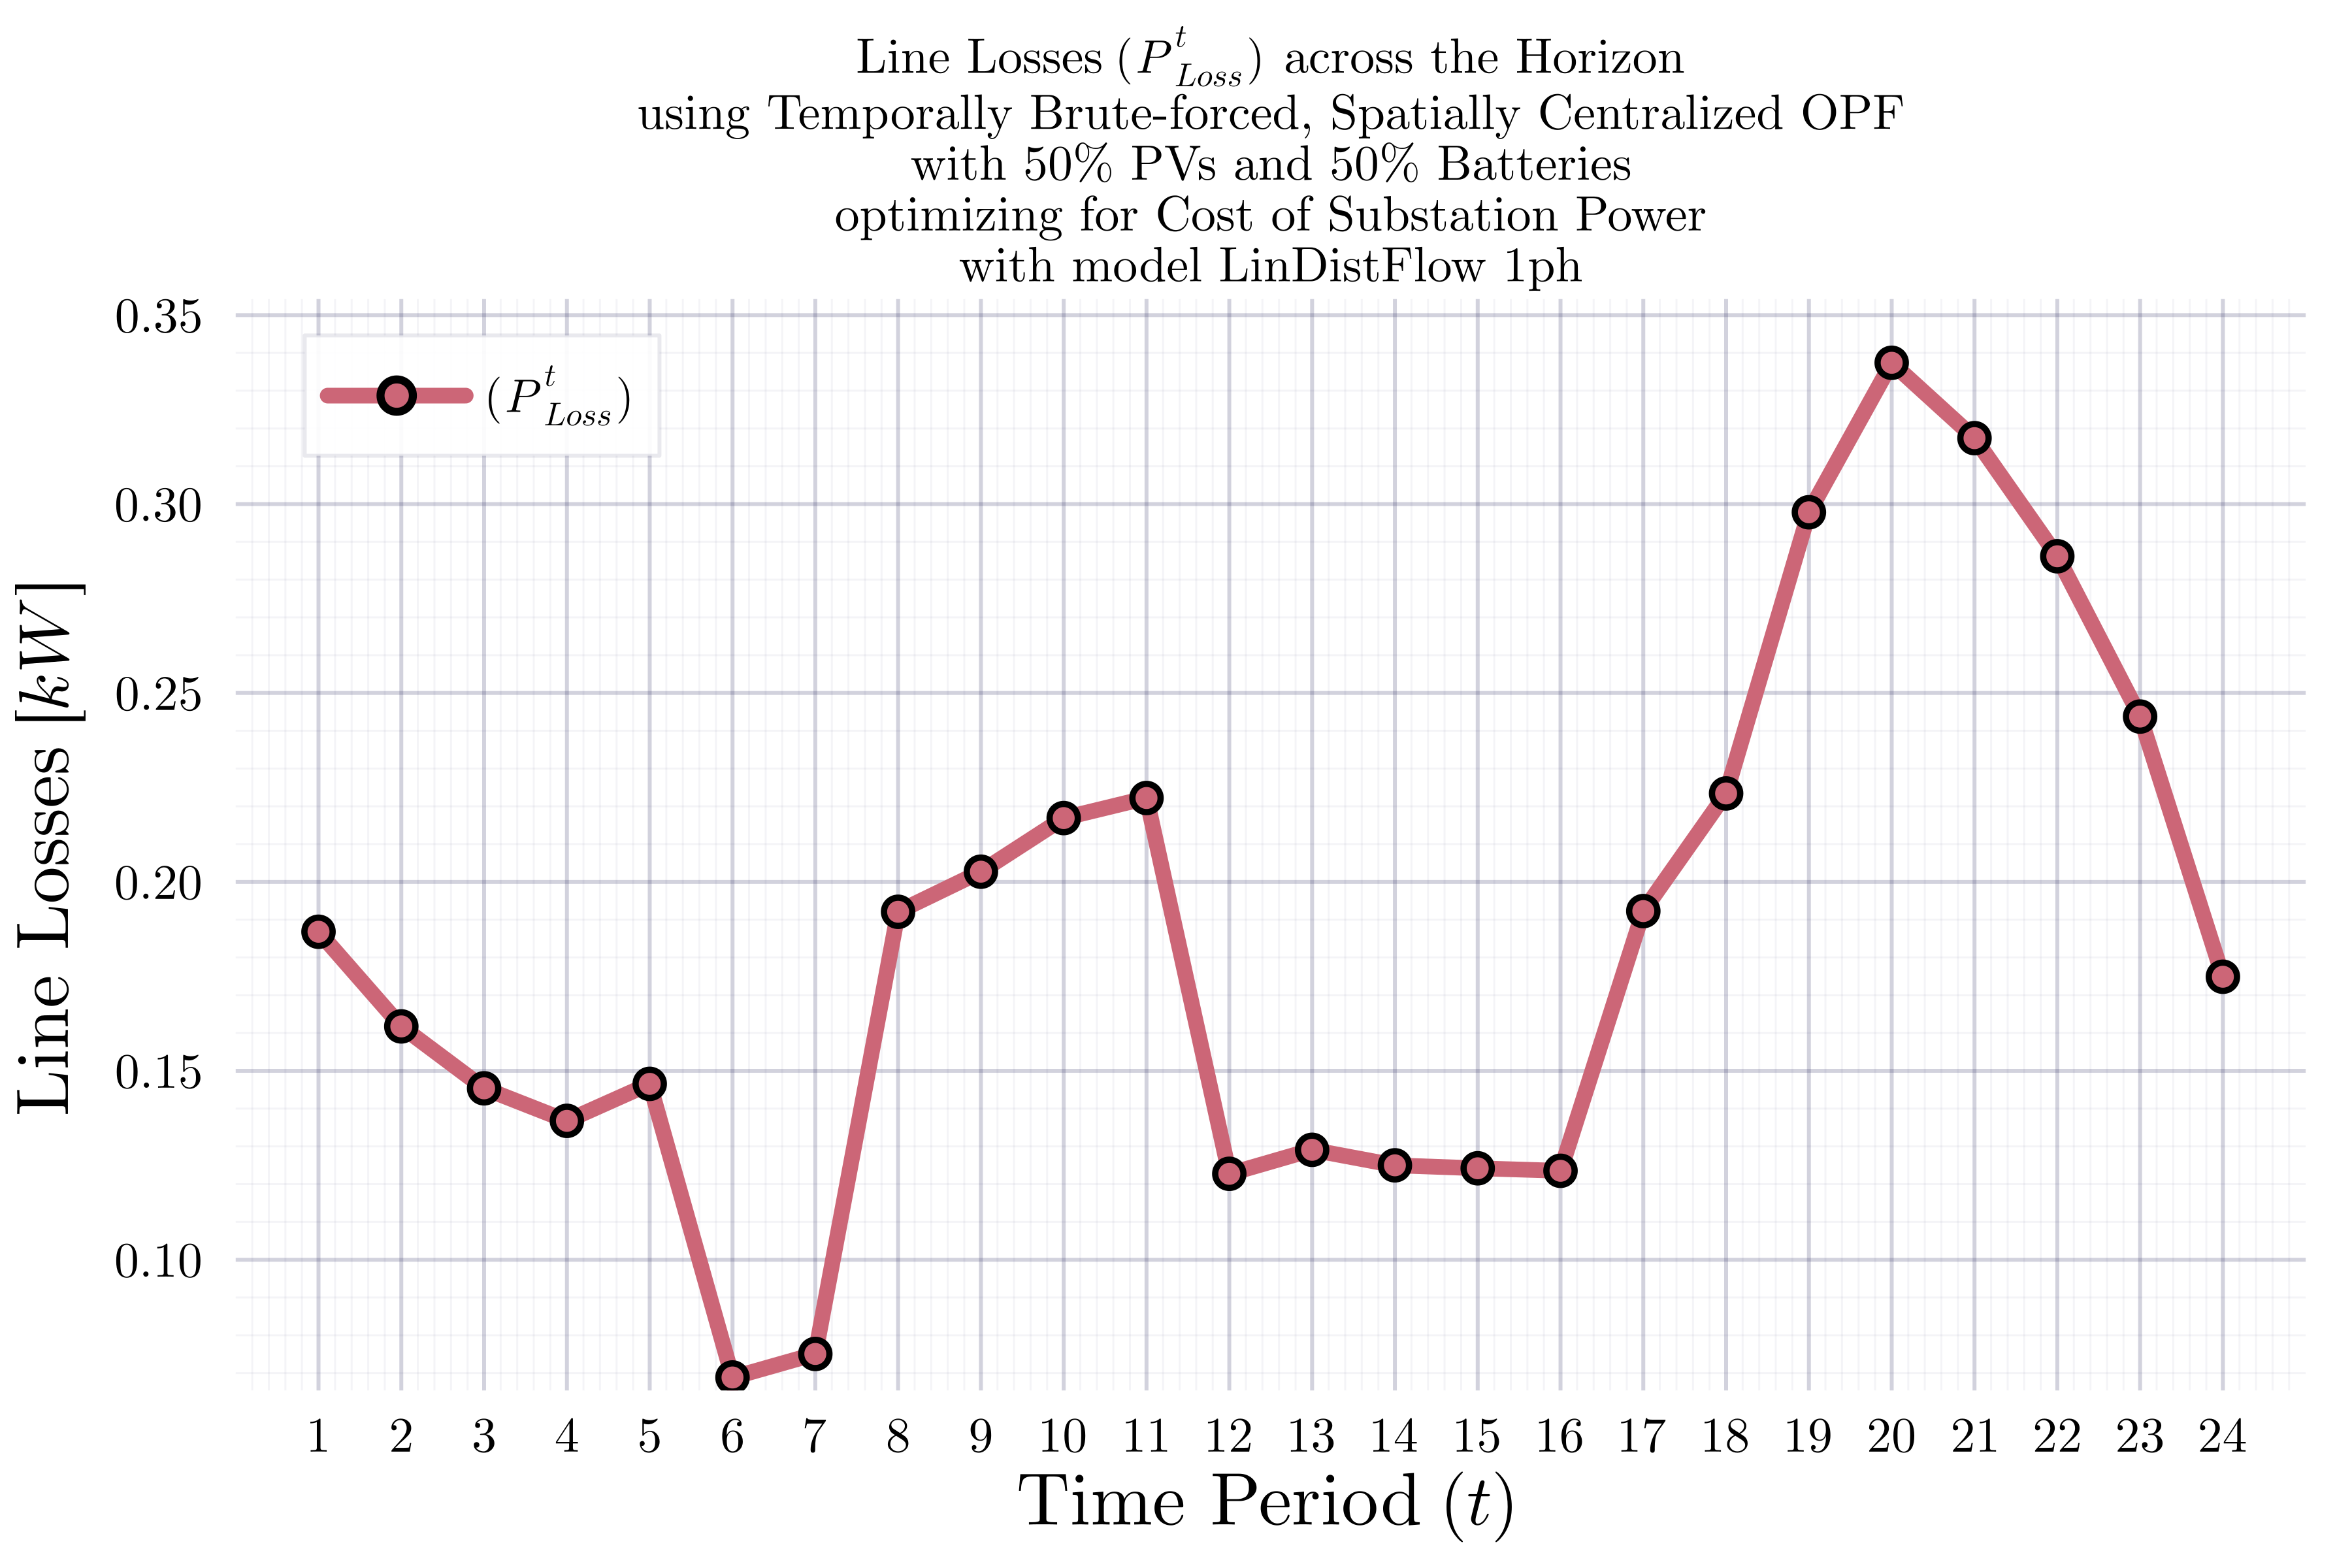 Line Losses (P^t_Loss) across the Horizon
using Temporally Brute-forced, Spatially Centralized OPF
with 50% PVs and 50% Batteries
optimizing for Cost of Substation Power
with model LinDistFlow 1ph
(P^t_Loss)
0.35
0.30
0.25
0.20
0.15
0.10
Line Losses [kW]
1 2 3 4 5 6 7 8 9 10 11 12 13 14 15 16 17 18 19 20 21 22 23 24
Time Period (t)